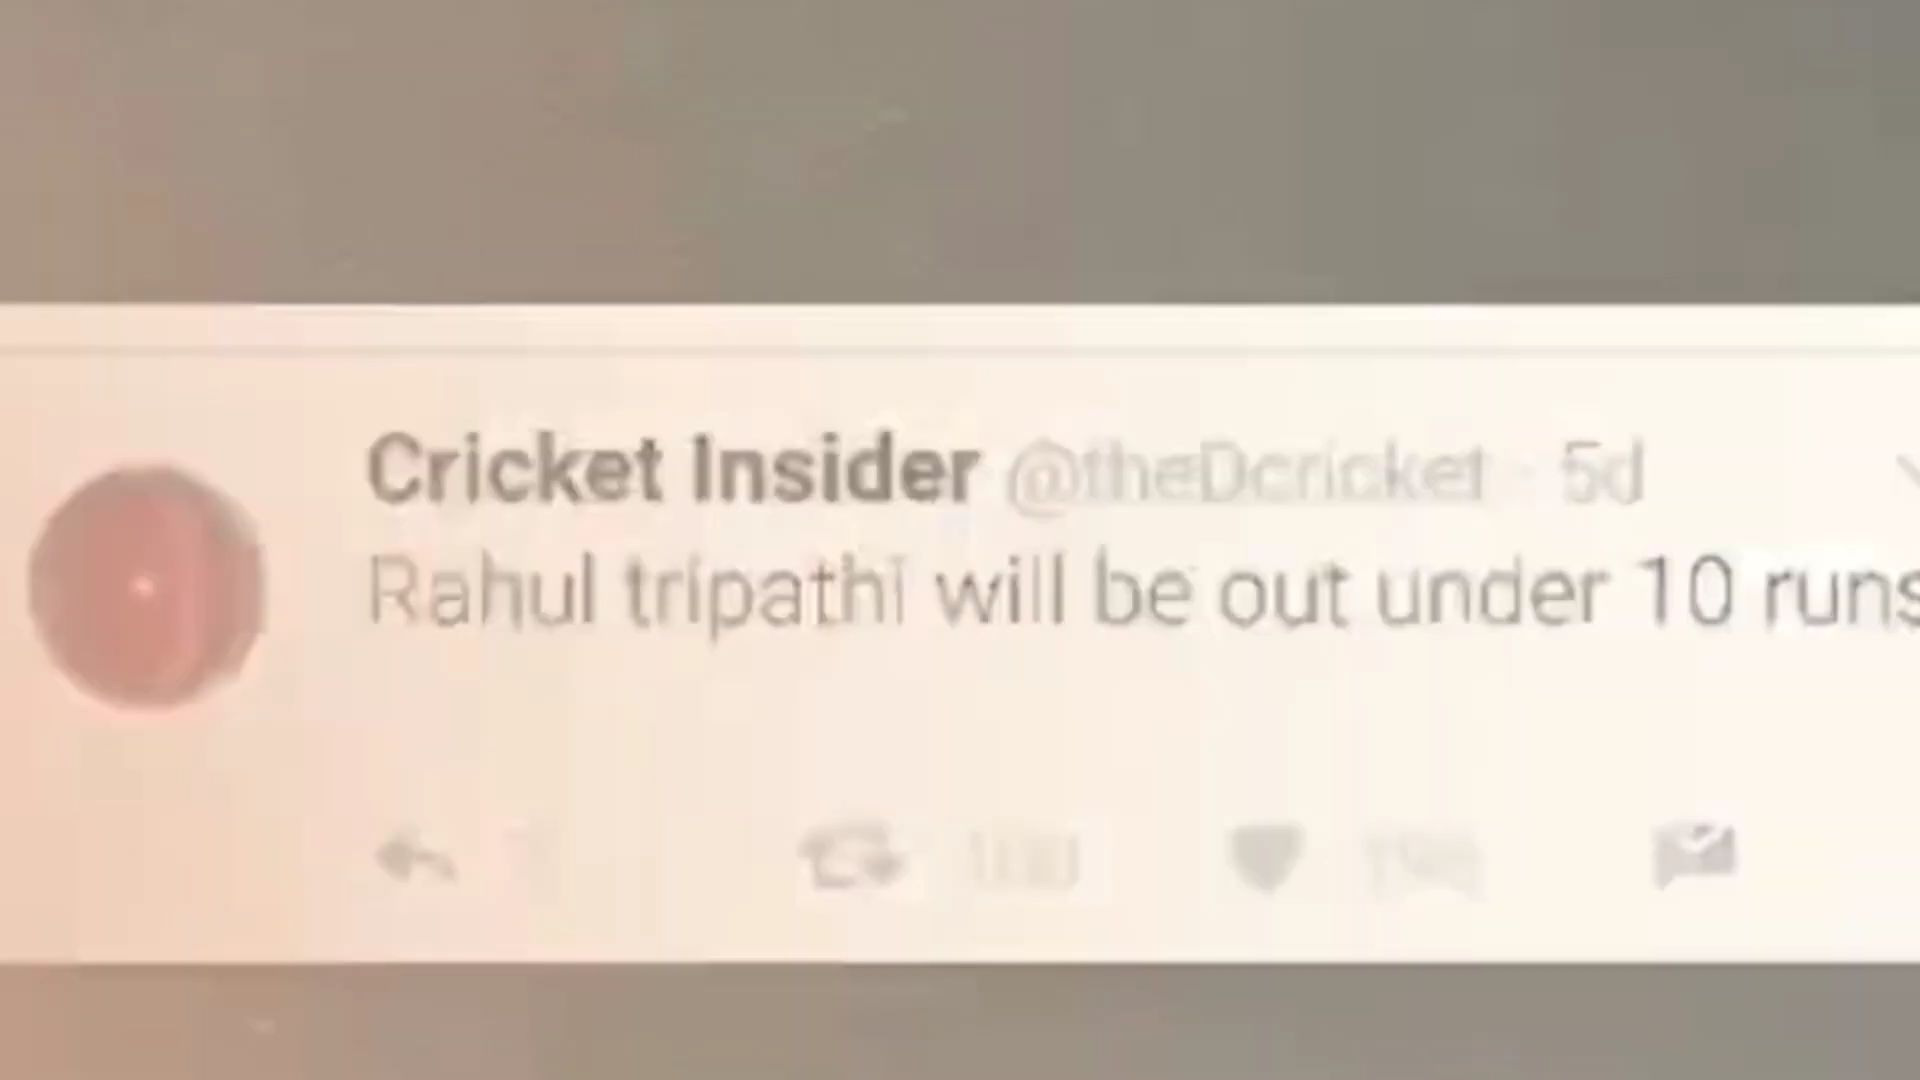 Cricket Insider @theDcricket · 5d
Rahul tripathi will be out under 10 runs